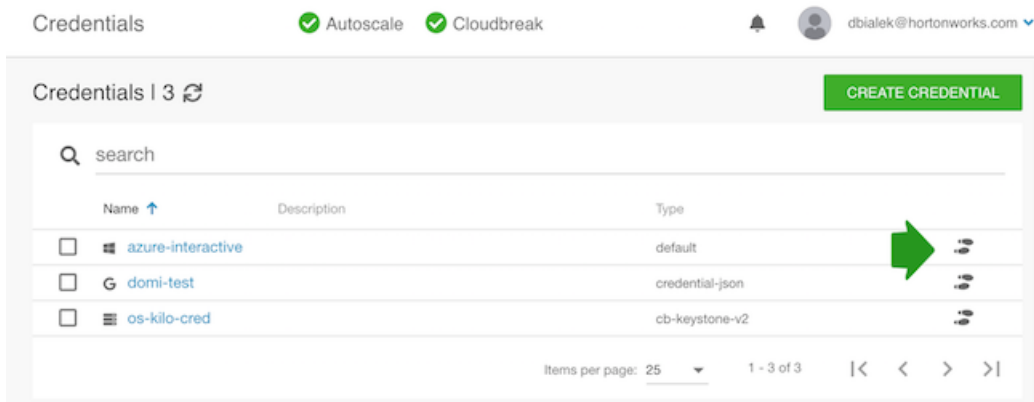 Credentials Autoscale Cloudbreak dbialek@hortonworks.com
Credentials | 3 CREATE CREDENTIAL
search
Name Description Type
azure-interactive default
G domi-test credential-json
os-kilo-cred cb-keystone-v2
Items per page: 25 1 - 3 of 3